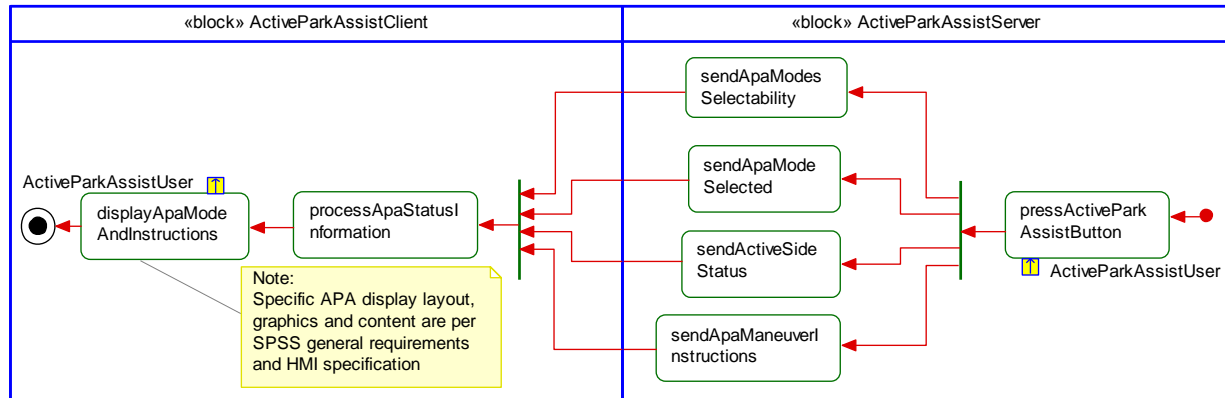 «block» ActiveParkAssistClient
«block» ActiveParkAssistServer
sendApaModes
Selectability
sendApaMode
Selected
sendActiveSide
Status
sendApaManeuverI
nstructions
pressActivePark
AssistButton
ActiveParkAssistUser
ActiveParkAssistUser
displayApaMode
AndInstructions
processApaStatusI
nformation
Note:
Specific APA display layout,
graphics and content are per
SPSS general requirements
and HMI specification